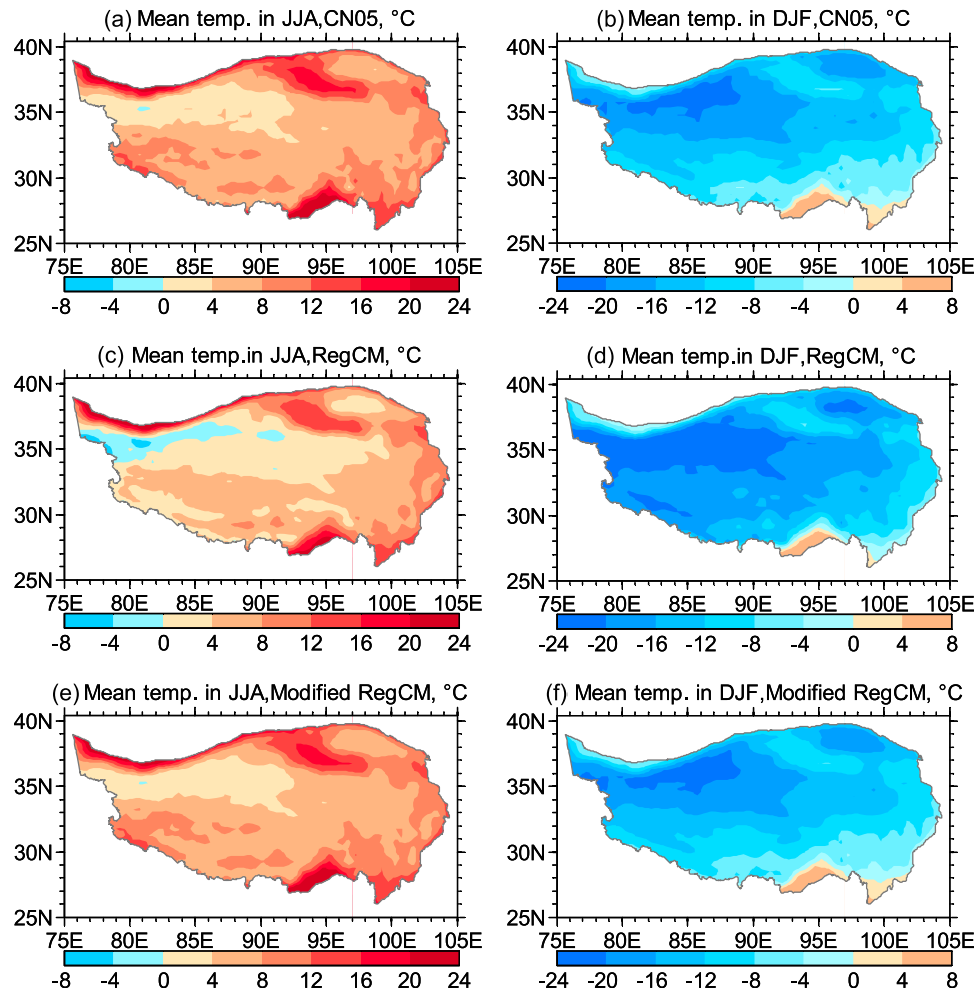 (a) Mean temp. in JJA,CN05, °C
40N
35N
30N
25N
75E 80E 85E 90E 95E 100E 105E
-8 -4 0 4 8 12 16 20 24
(b) Mean temp. in DJF,CN05, °C
40N
35N
30N
25N
75E 80E 85E 90E 95E 100E 105E
-24 -20 -16 -12 -8 -4 0 4 8
(c) Mean temp.in JJA,RegCM, °C
40N
35N
30N
25N
75E 80E 85E 90E 95E 100E 105E
-8 -4 0 4 8 12 16 20 24
(d) Mean temp.in DJF,RegCM, °C
40N
35N
30N
25N
75E 80E 85E 90E 95E 100E 105E
-24 -20 -16 -12 -8 -4 0 4 8
(e) Mean temp. in JJA,Modified RegCM, °C
40N
35N
30N
25N
75E 80E 85E 90E 95E 100E 105E
-8 -4 0 4 8 12 16 20 24
(f) Mean temp. in DJF,Modified RegCM, °C
40N
35N
30N
25N
75E 80E 85E 90E 95E 100E 105E
-24 -20 -16 -12 -8 -4 0 4 8